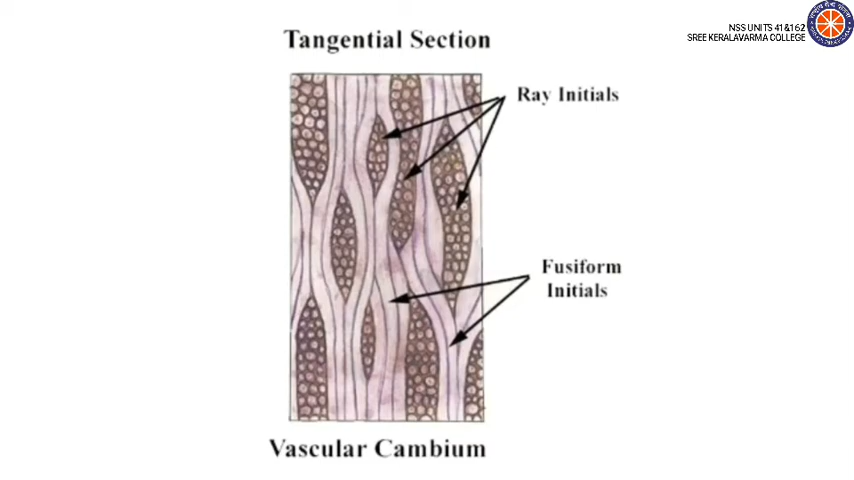 NSS UNITS 41&162
SREE KERALAVARMA COLLEGE
Tangential Section
Ray Initials
Fusiform
Initials
Vascular Cambium